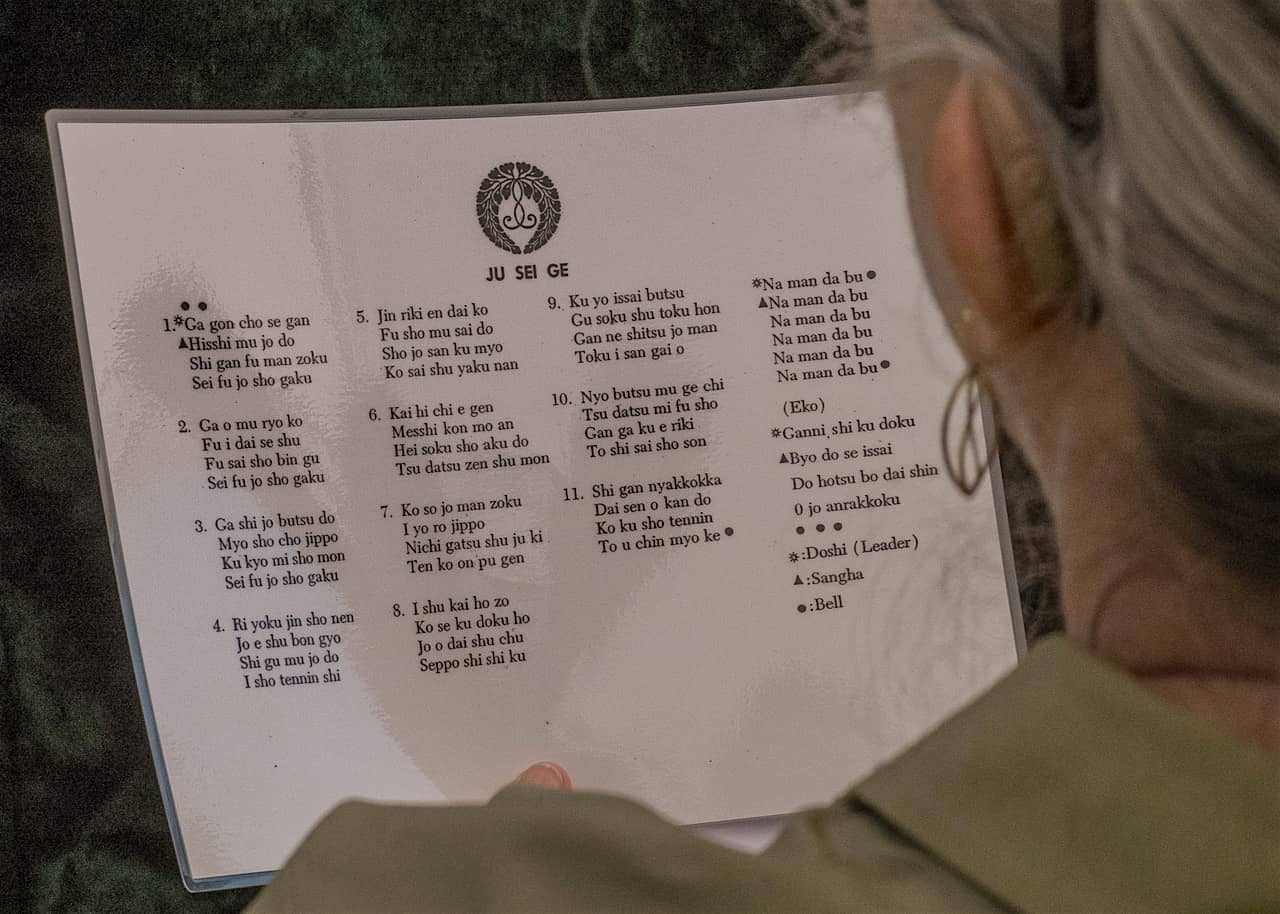 JU SEI GE
● ●
1.✲Ga gon cho se gan
▲Hisshi mu jo do
Shi gan fu man zoku
Sei fu jo sho gaku
2. Ga o mu ryo ko
Fu i dai se shu
Fu sai sho bin gu
Sei fu jo sho gaku
3. Ga shi jo butsu do
Myo sho cho jippo
Ku kyo mi sho mon
Sei fu jo sho gaku
4. Ri yoku jin sho nen
Jo e shu bon gyo
Shi gu mu jo do
I sho tennin shi
5. Jin riki en dai ko
Fu sho mu sai do
Sho jo san ku myo
Ko sai shu yaku nan
6. Kai hi chi e gen
Messhi kon mo an
Hei soku sho aku do
Tsu datsu zen shu mon
7. Ko so jo man zoku
I yo ro jippo
Nichi gatsu shu ju ki
Ten ko on pu gen
8. I shu kai ho zo
Ko se ku doku ho
Jo o dai shu chu
Seppo shi shi ku
9. Ku yo issai butsu
Gu soku shu toku hon
Gan ne shitsu jo man
Toku i san gai o
10. Nyo butsu mu ge chi
Tsu datsu mi fu sho
Gan ga ku e riki
To shi sai sho son
11. Shi gan nyakkokka
Dai sen o kan do
Ko ku sho tennin
To u chin myo ke ●
✲Na man da bu ●
▲Na man da bu
Na man da bu
Na man da bu
Na man da bu
Na man da bu ●
(Eko)
✲Ganni shi ku doku
▲Byo do se issai
Do hotsu bo dai shin
O jo anrakkoku
● ● ●
✲:Doshi (Leader)
▲:Sangha
●:Bell